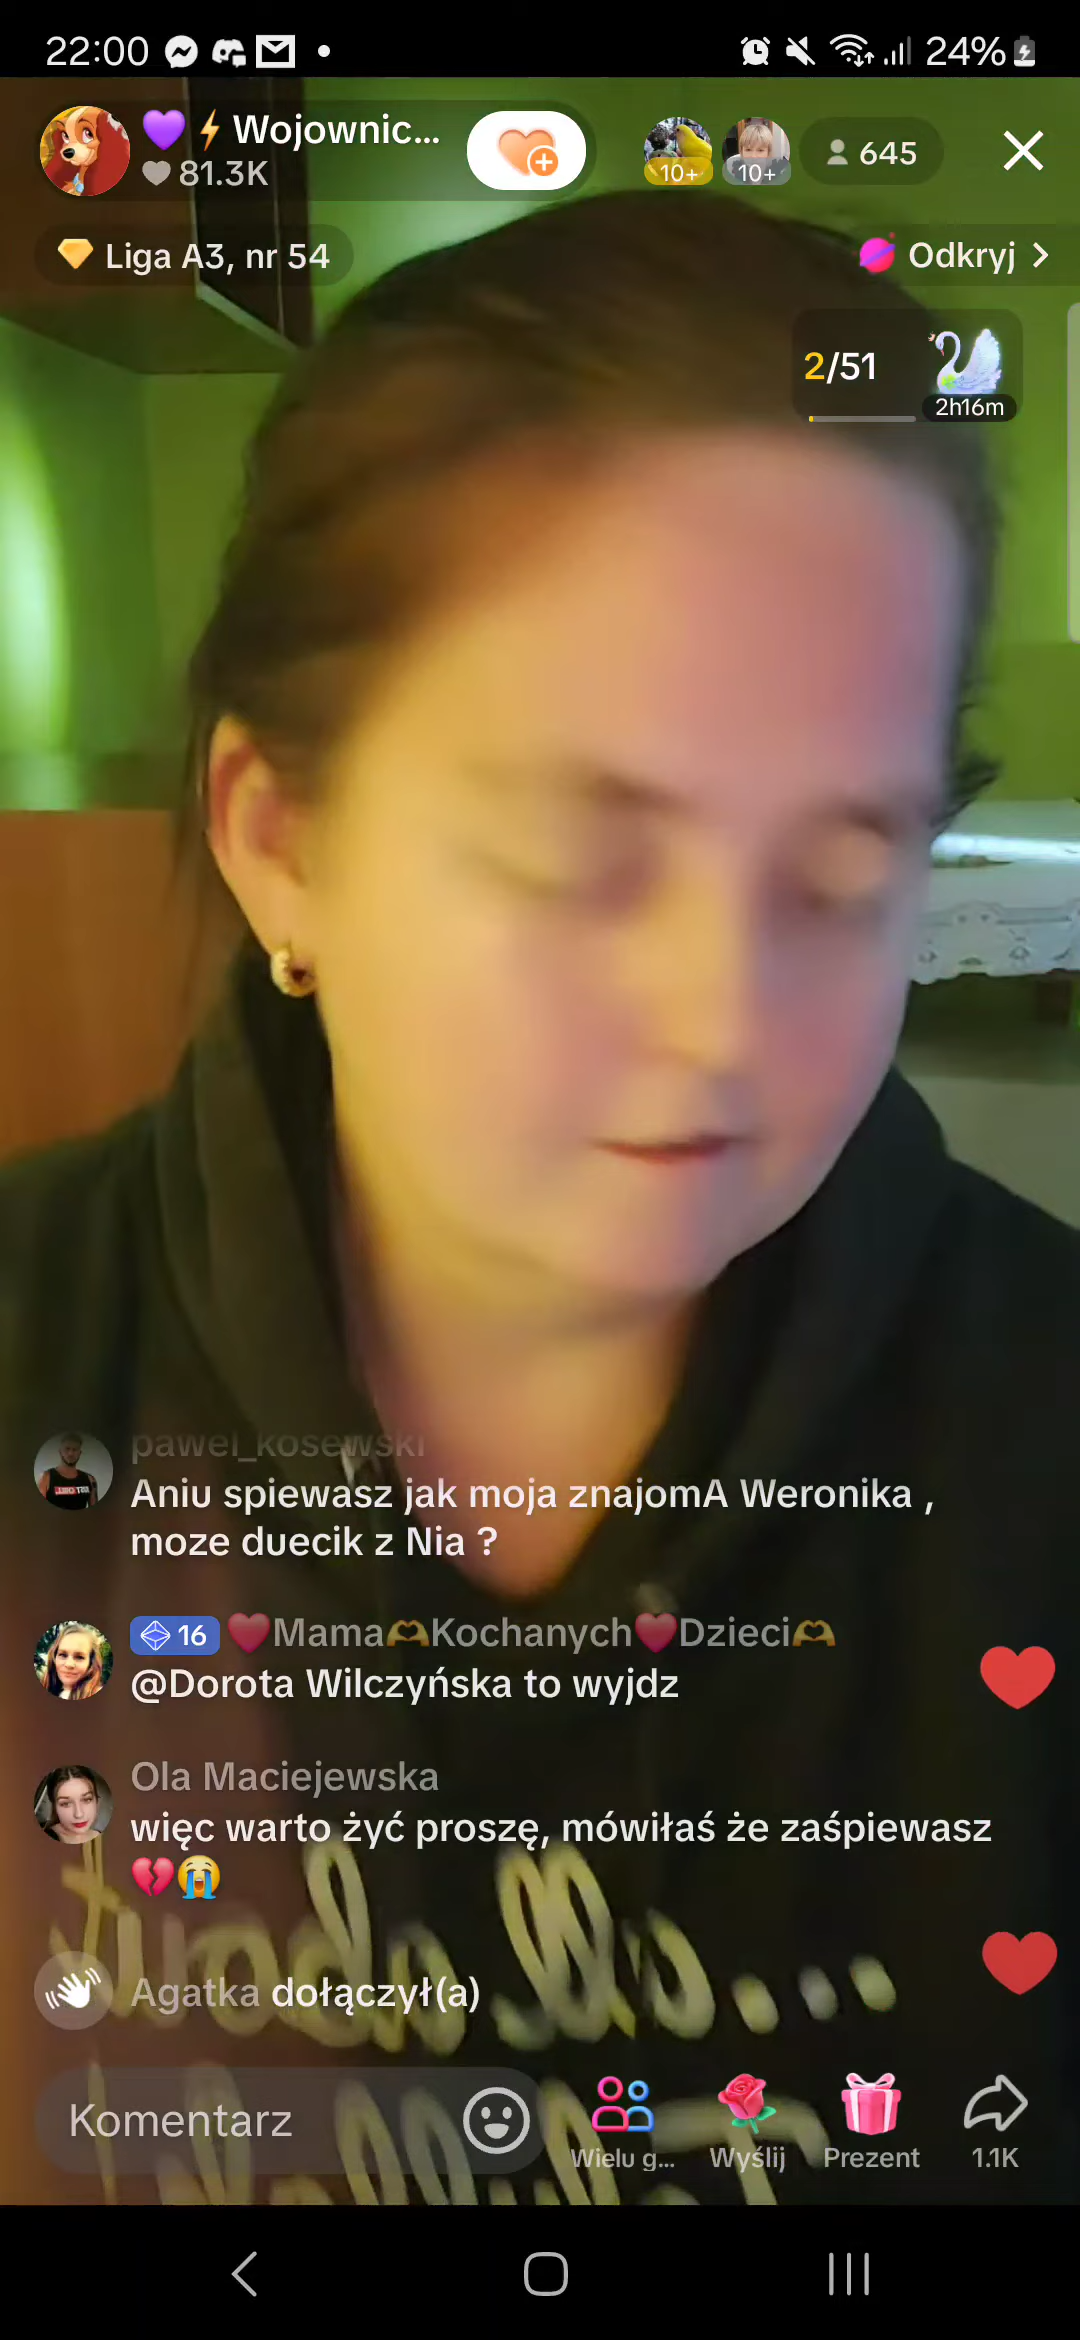 22:00
24%
💜⚡Wojownic...
81.3K
10+
10+
645
Liga A3, nr 54
Odkryj >
2/51
2h16m
pawel_kosewski
Aniu spiewasz jak moja znajomA Weronika ,
moze duecik z Nia ?
16 ❤️Mama🫶Kochanych❤️Dzieci🫶
@Dorota Wilczyńska to wyjdz
Ola Maciejewska
więc warto żyć proszę, mówiłaś że zaśpiewasz
💔😭
Agatka dołączył(a)
Komentarz
Wielu g...
Wyślij
Prezent
1.1K